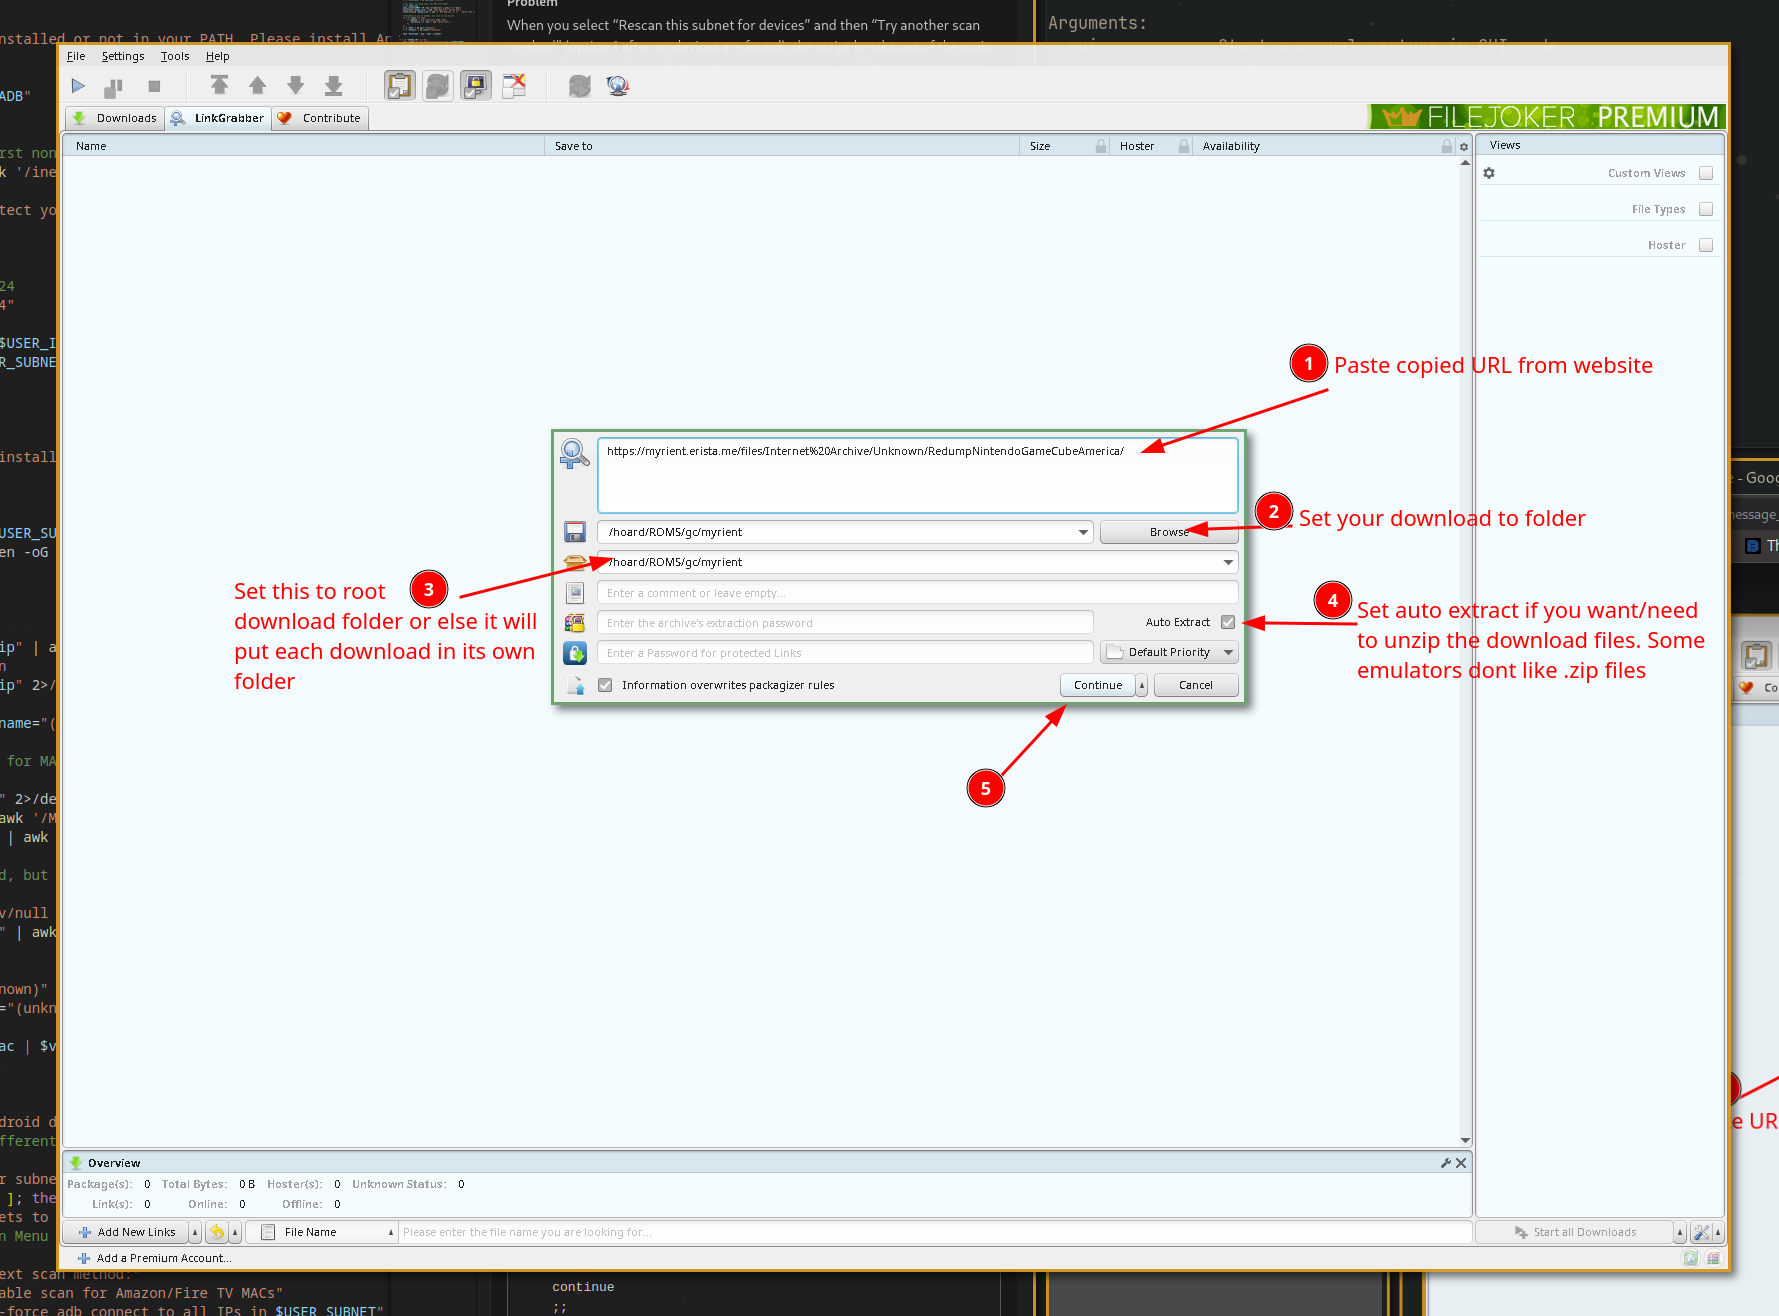 Problem
When you select “Rescan this subnet for devices” and then “Try another scan
Arguments:
nstalled or not in your PATH. Please install
File Settings Tools Help
ADB"
Downloads LinkGrabber Contribute
FILEJOKER PREMIUM
Name Save to Size Hoster Availability
Views
Custom Views
File Types
Hoster
rst non
k '/ine
tect yo
24
4"
$USER_I
R_SUBNE
1 Paste copied URL from website
https://myrient.erista.me/files/Internet%20Archive/Unknown/RedumpNintendoGameCubeAmerica/
install
- Goo
essage_
2 Set your download to folder
/hoard/ROMS/gc/myrient Browse
USER_SU
en -oG
/hoard/ROMS/gc/myrient
3 Set this to root
download folder or else it will
put each download in its own
folder
Enter a comment or leave empty...
4 Set auto extract if you want/need
to unzip the download files. Some
emulators dont like .zip files
Enter the archive's extraction password Auto Extract
Enter a Password for protected Links Default Priority
Information overwrites packagizer rules Continue Cancel
ip" | a
n
ip" 2>/
Co
name="(
for MA
5
" 2>/de
awk '/M
| awk
d, but
v/null
" | awk
nown)"
="(unkn
ac | $v
droid d
fferent
e UR
Overview
Package(s): 0 Total Bytes: 0 B Hoster(s): 0 Unknown Status: 0
Link(s): 0 Online: 0 Offline: 0
r subne
]; the
ets to
n Menu
Add New Links File Name Please enter the file name you are looking for... Start all Downloads
Add a Premium Account...
ext scan method:
able scan for Amazon/Fire TV MACs"
-force adb connect to all IPs in $USER_SUBNET"
continue
;;